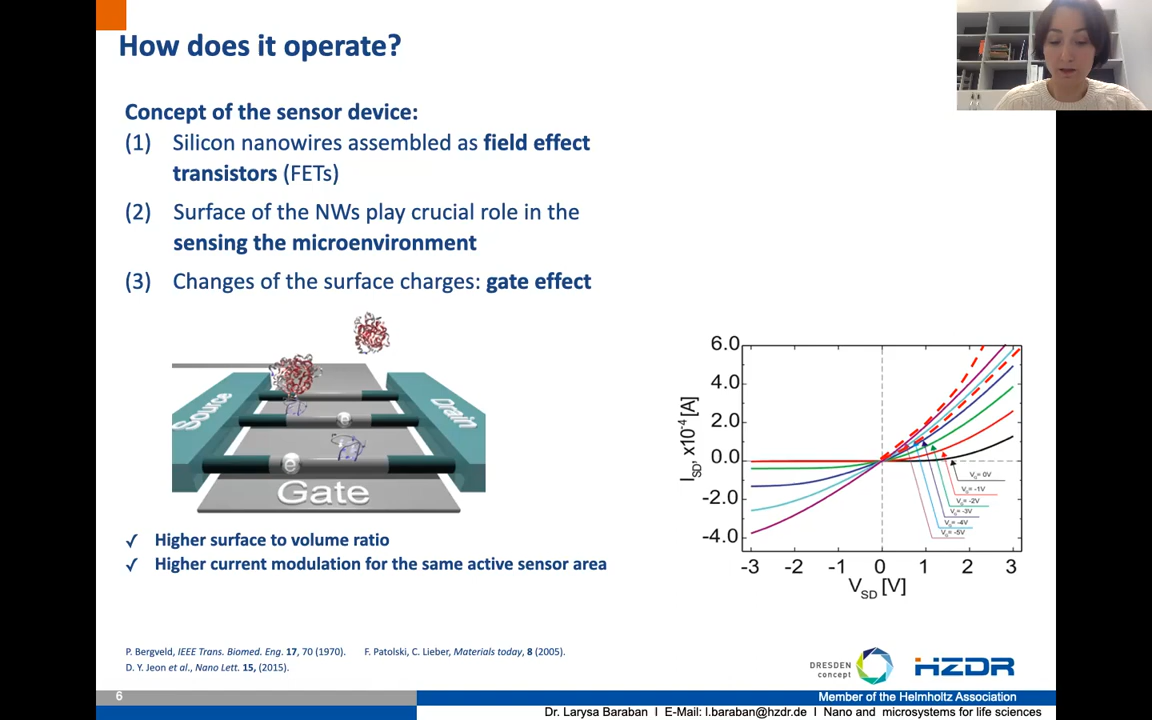 How does it operate?
Concept of the sensor device:
(1) Silicon nanowires assembled as field effect
transistors (FETs)
(2) Surface of the NWs play crucial role in the
sensing the microenvironment
(3) Changes of the surface charges: gate effect
Source
Drain
e
e
Gate
✓ Higher surface to volume ratio
✓ Higher current modulation for the same active sensor area
I_SD, x10⁻⁴ [A]
6.0
4.0
2.0
0.0
-2.0
-4.0
V_G= 0V
V_G= -1V
V_G= -2V
V_G= -3V
V_G= -4V
V_G= -5V
-3 -2 -1 0 1 2 3
V_SD [V]
P. Bergveld, IEEE Trans. Biomed. Eng. 17, 70 (1970). F. Patolski, C. Lieber, Materials today, 8 (2005).
D. Y. Jeon et al., Nano Lett. 15, (2015).
DRESDEN
concept
HZDR
6
Member of the Helmholtz Association
Dr. Larysa Baraban I E-Mail: l.baraban@hzdr.de I Nano and microsystems for life sciences